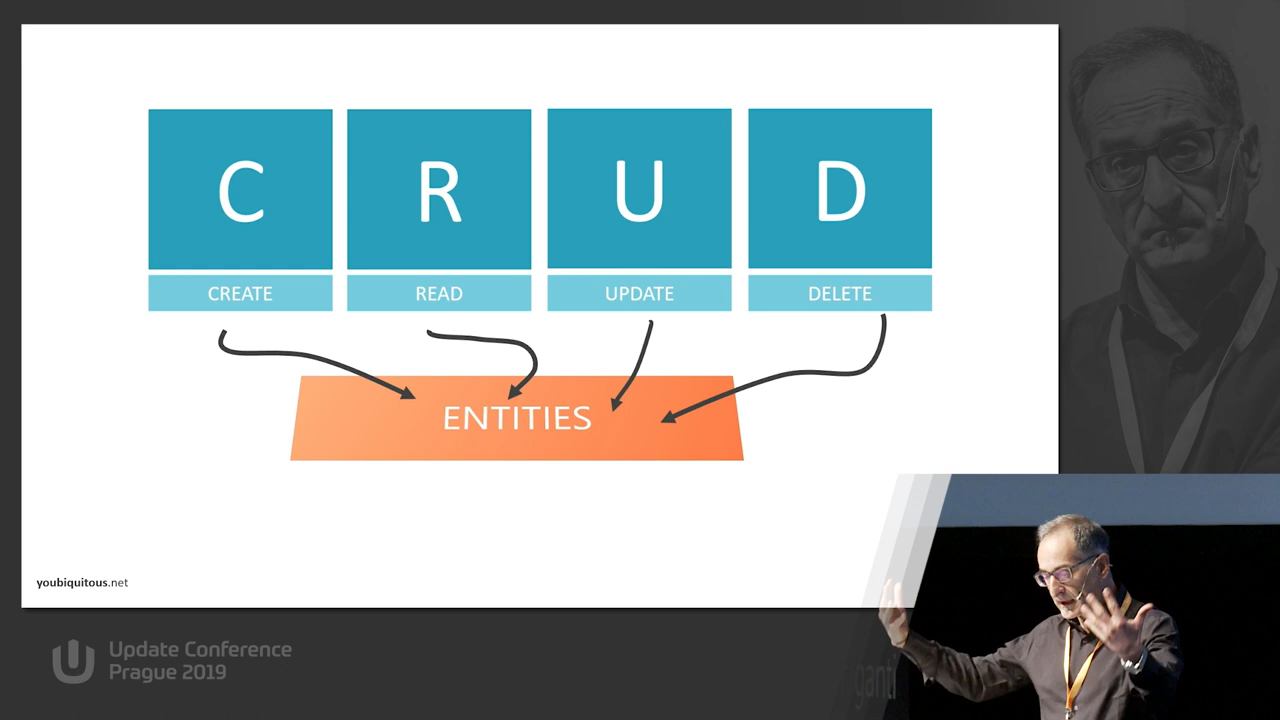 C R U D
CREATE READ UPDATE DELETE
ENTITIES
youbiquitous.net
Update Conference
Prague 2019